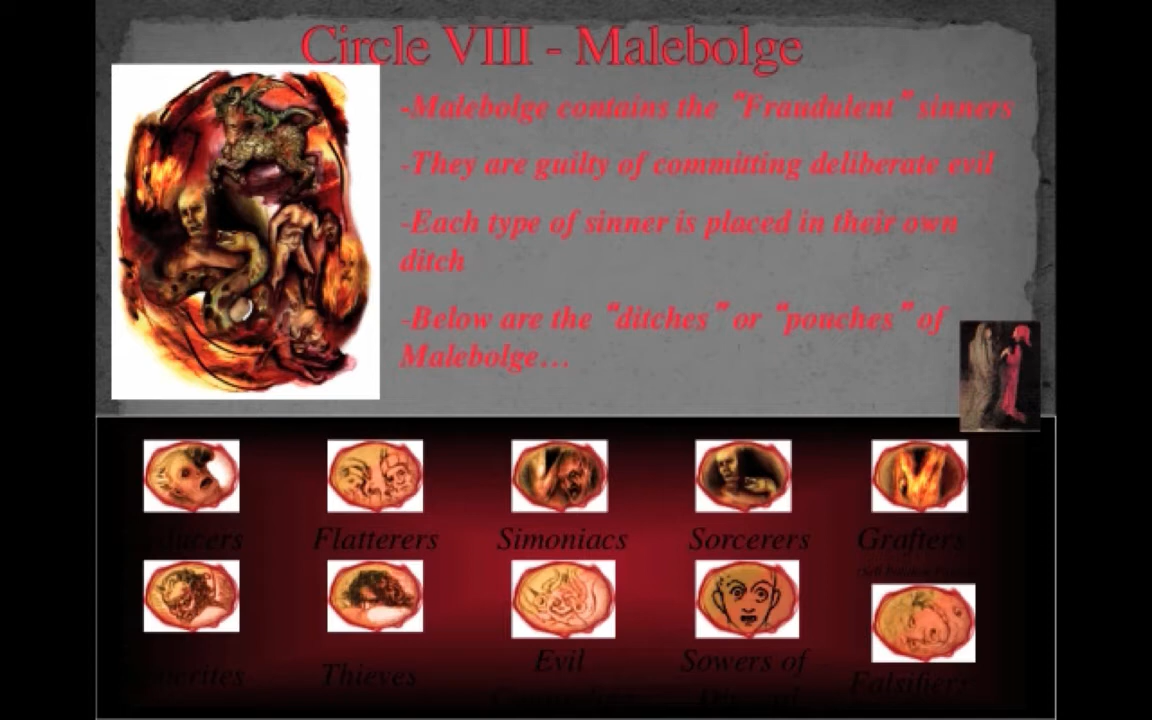 Circle VIII - Malebolge
-Malebolge contains the "Fraudulent" sinners
-They are guilty of committing deliberate evil
-Each type of sinner is placed in their own
ditch
-Below are the "ditches" or "pouches" of
Malebolge…
Flatterers Simoniacs Sorcerers Grafters
Thieves Evil Sowers of Falsifiers